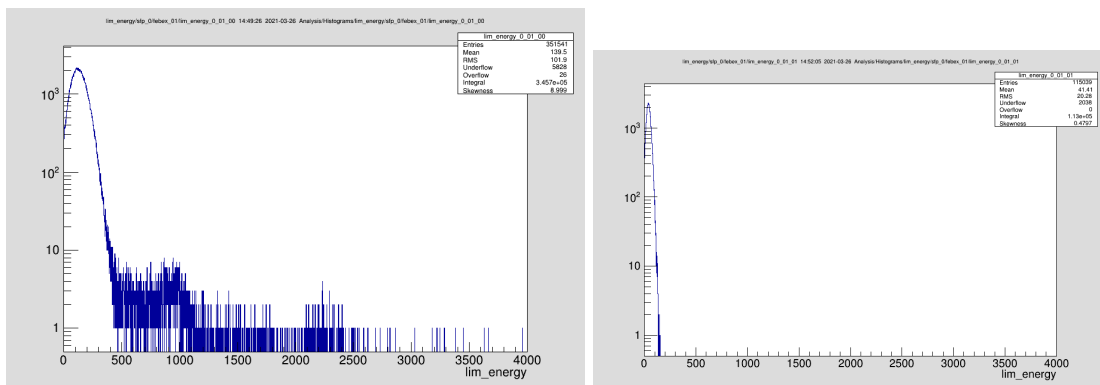 lim_energy/sfp_0/febex_01/lim_energy_0_01_00 14:49:26 2021-03-26 Analysis/Histograms/lim_energy/sfp_0/febex_01/lim_energy_0_01_00
lim_energy_0_01_00
Entries 351541
Mean 139.5
RMS 101.9
Underflow 5828
Overflow 26
Integral 3.457e+05
Skewness 8.999
10³
10²
10
1
0 500 1000 1500 2000 2500 3000 3500 4000
lim_energy
lim_energy/sfp_0/febex_01/lim_energy_0_01_01 14:52:05 2021-03-26 Analysis/Histograms/lim_energy/sfp_0/febex_01/lim_energy_0_01_01
lim_energy_0_01_01
Entries 115039
Mean 41.41
RMS 20.28
Underflow 2038
Overflow 0
Integral 1.13e+05
Skewness 0.4797
10³
10²
10
1
0 500 1000 1500 2000 2500 3000 3500 4000
lim_energy